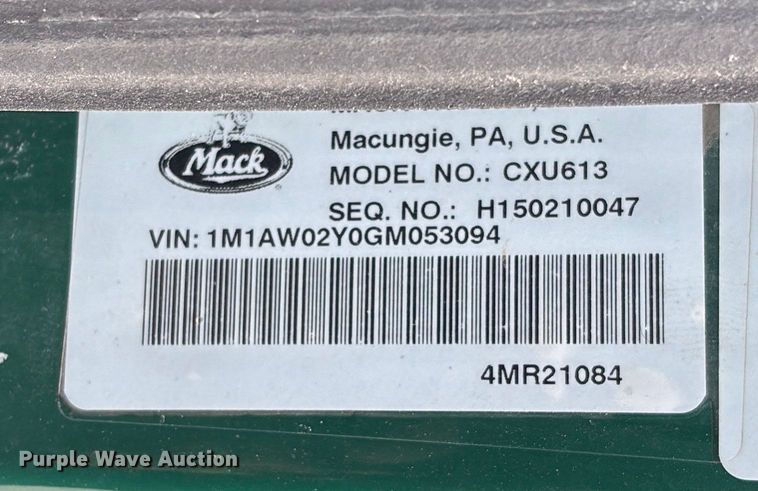 Mack
Macungie, PA, U.S.A.
MODEL NO.: CXU613
SEQ. NO.: H150210047
VIN: 1M1AW02Y0GM053094
4MR21084
Purple Wave Auction